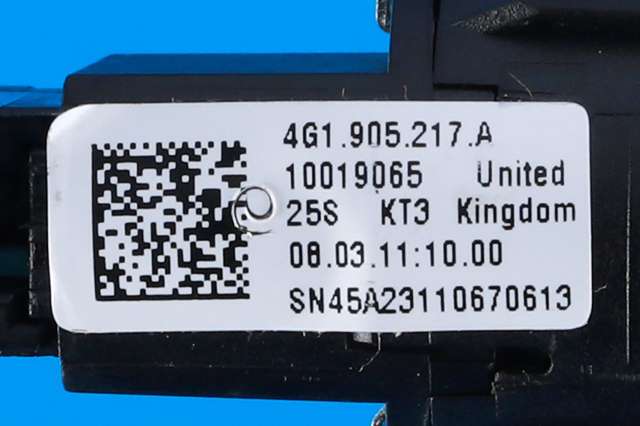 4G1.905.217.A
10019065 United
25S KT3 Kingdom
08.03.11:10.00
SN45A23110670613